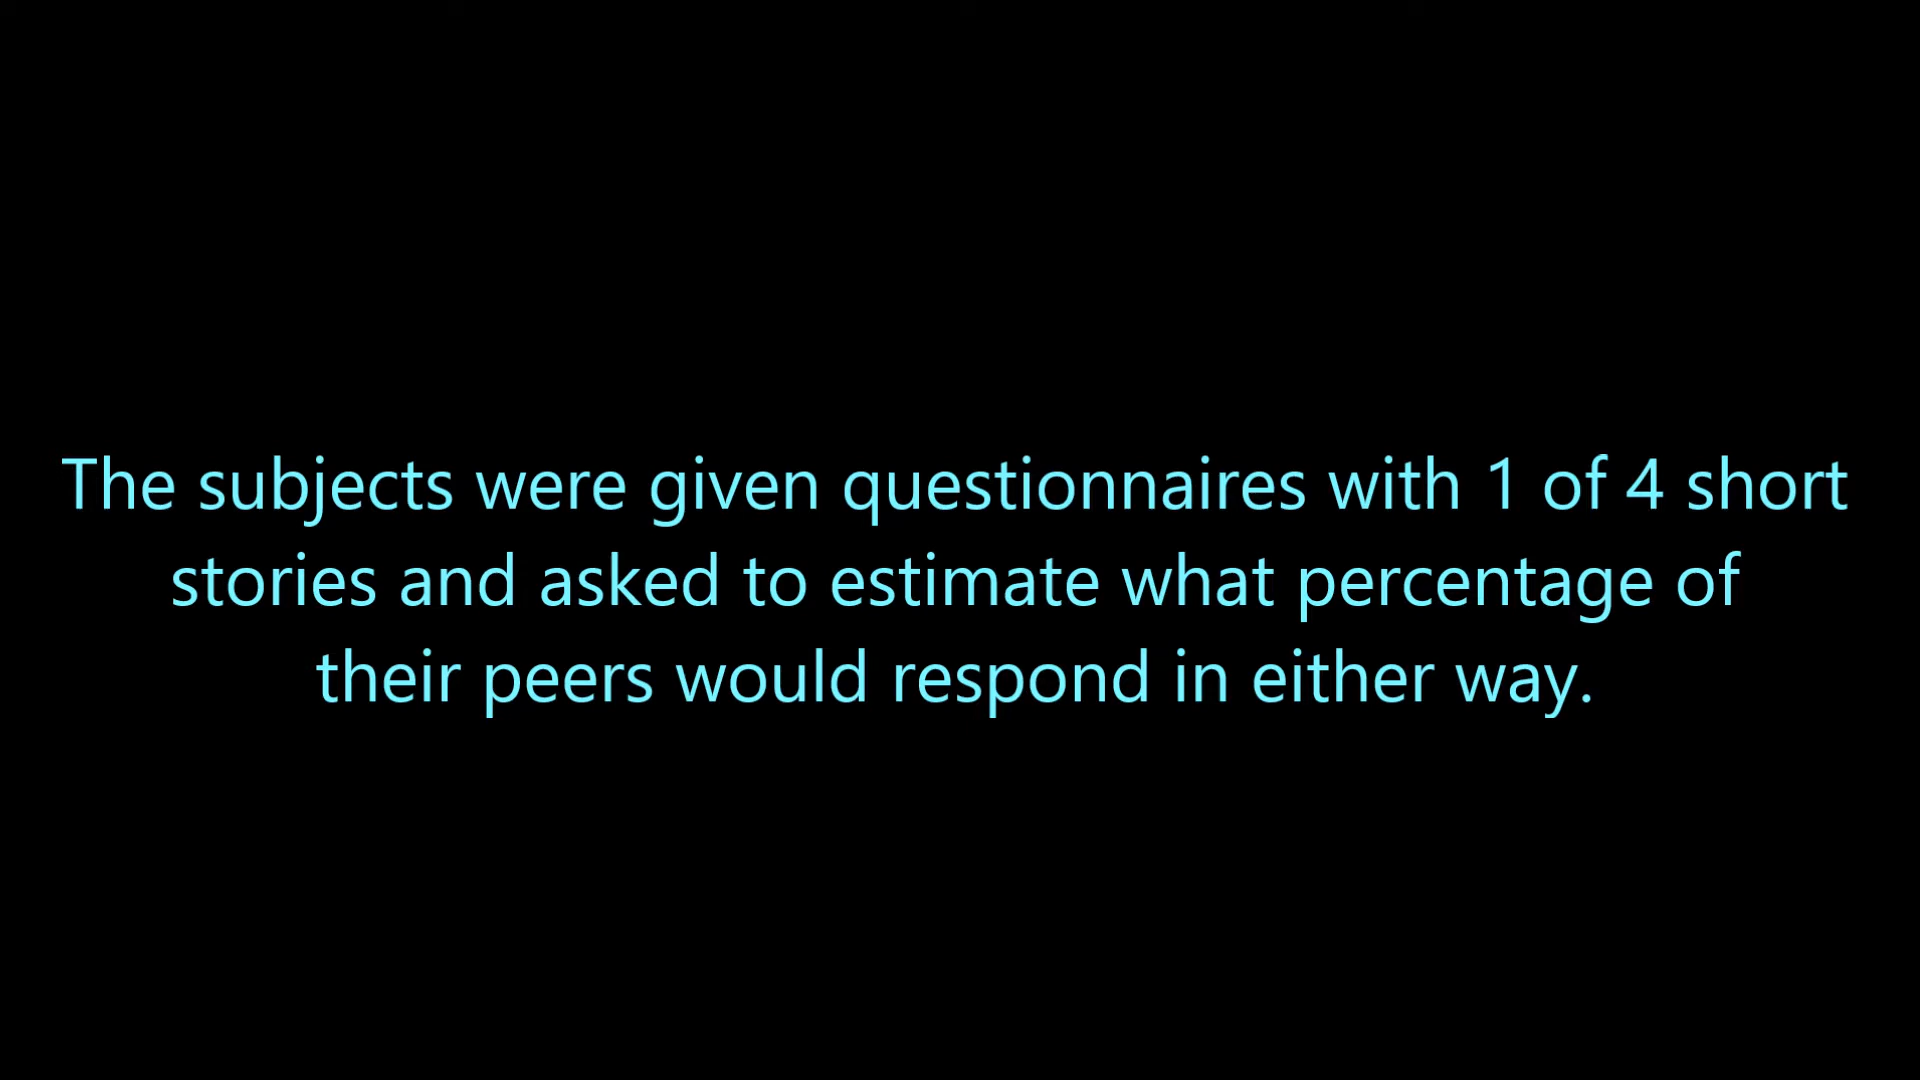 The subjects were given questionnaires with 1 of 4 short
stories and asked to estimate what percentage of
their peers would respond in either way.